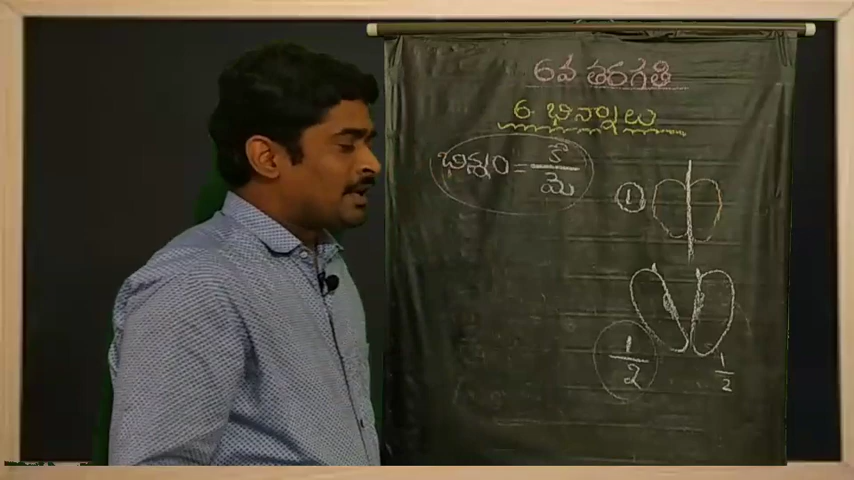 6వ తరగతి
6. భిన్నాలు
భిన్నం = కొ
మొ
1
1
2
1
2